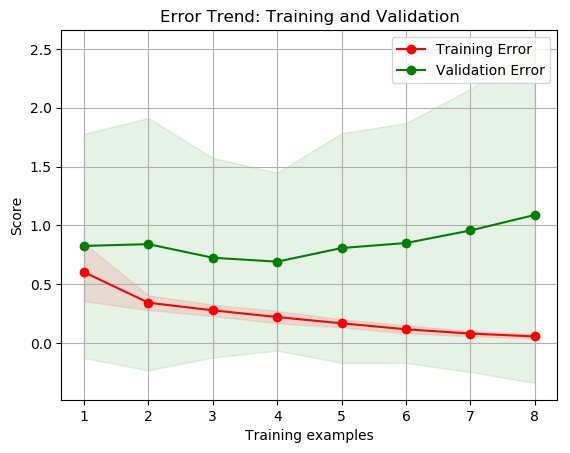 Error Trend: Training and Validation
Training Error
Validation Error
Score
2.5
2.0
1.5
1.0
0.5
0.0
1 2 3 4 5 6 7 8
Training examples